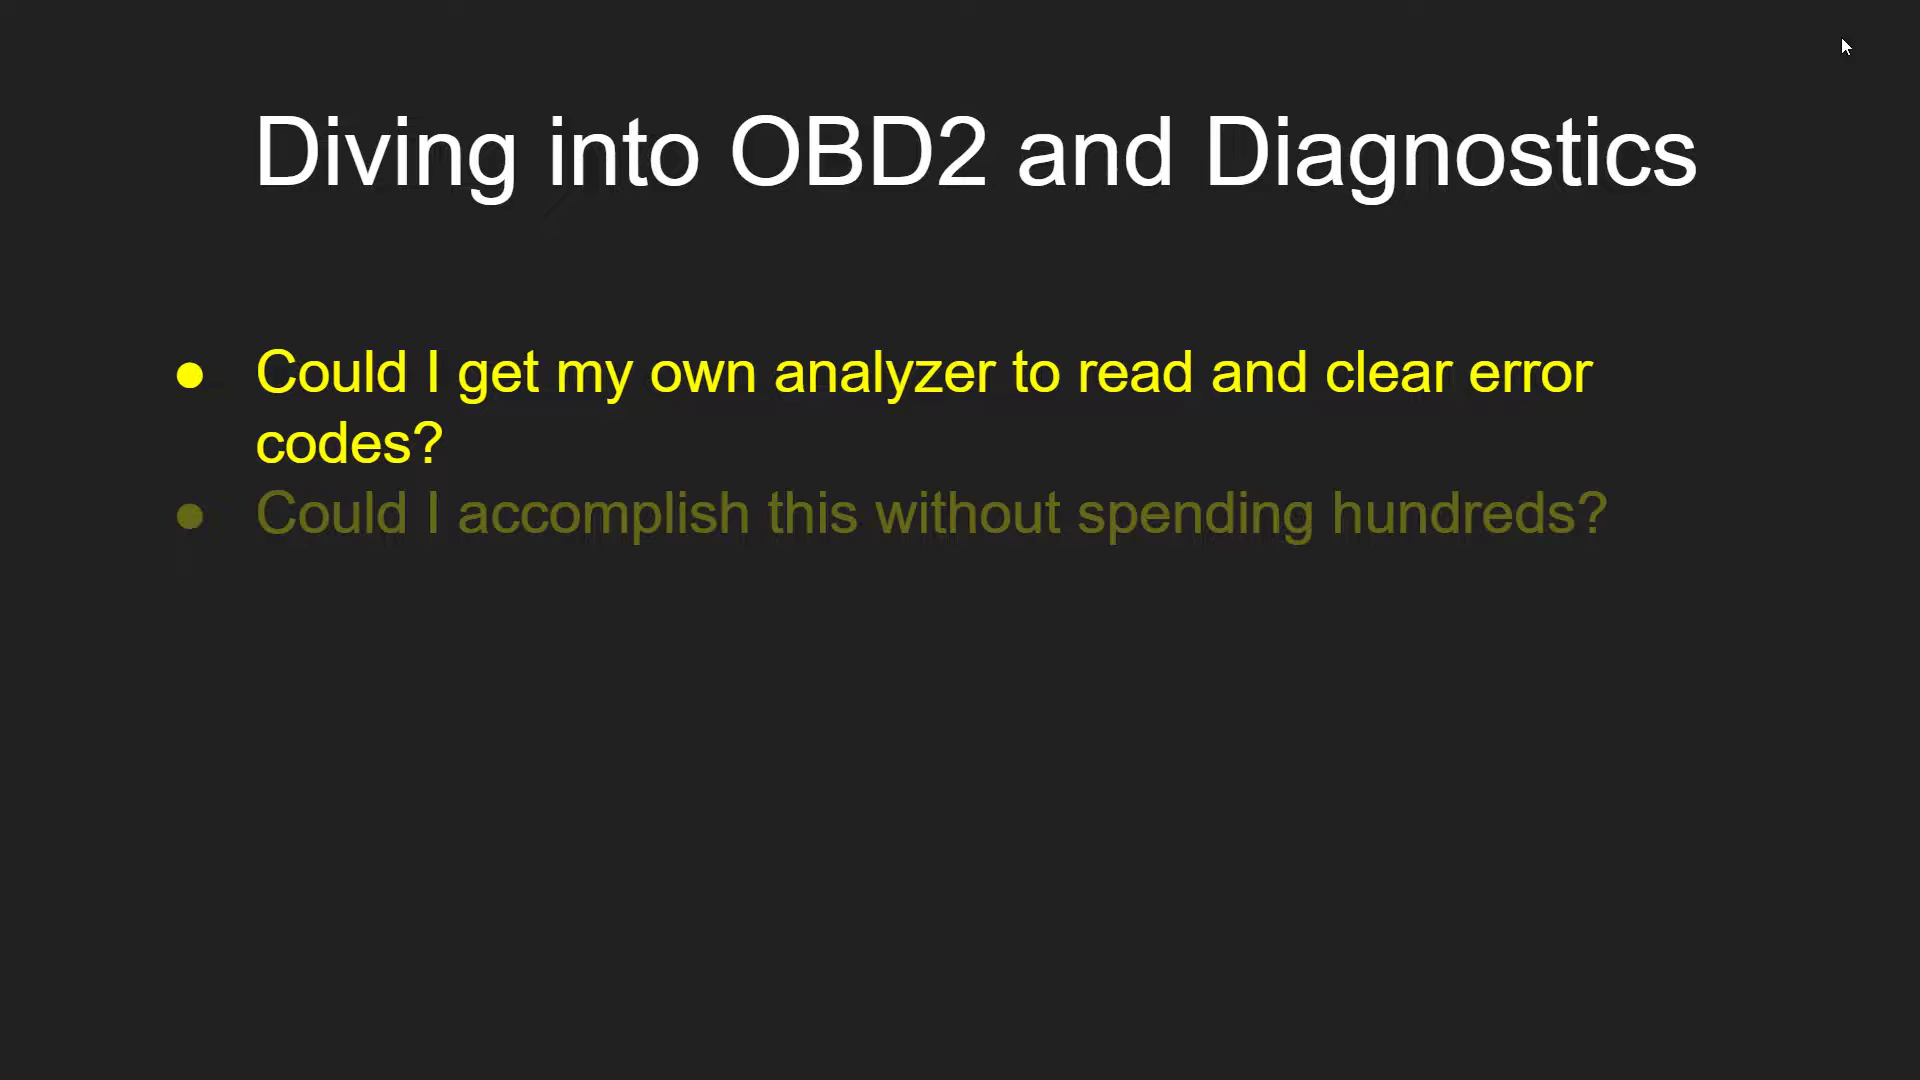 Diving into OBD2 and Diagnostics
● Could I get my own analyzer to read and clear error
codes?
● Could I accomplish this without spending hundreds?